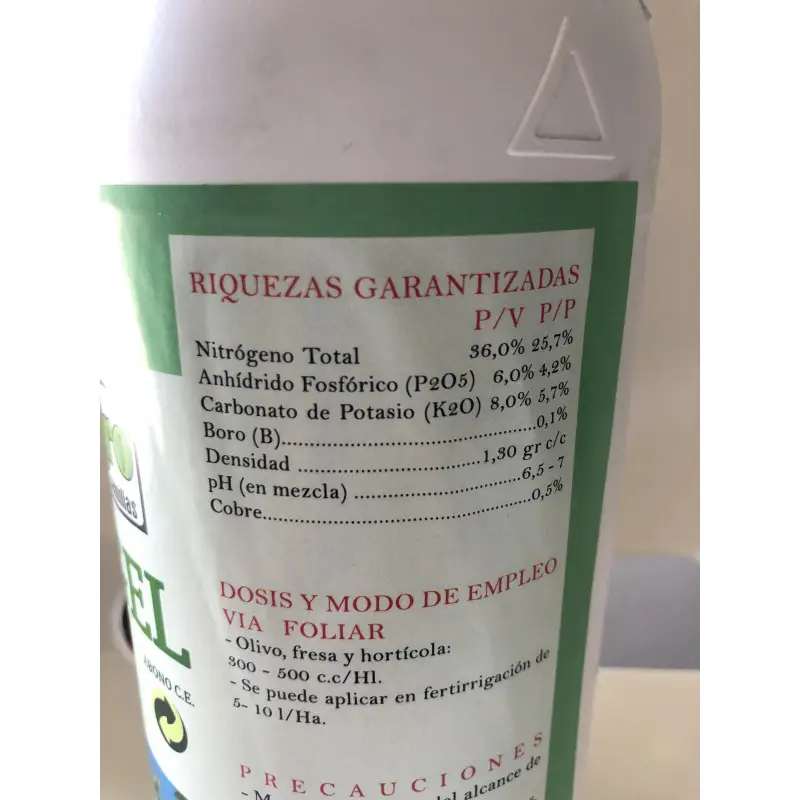 RIQUEZAS GARANTIZADAS
P/V P/P
Nitrógeno Total 36,0% 25,7%
Anhídrido Fosfórico (P2O5) 6,0% 4,2%
Carbonato de Potasio (K2O) 8,0% 5,7%
Boro (B)..........................................0,1%
Densidad ..............................1,30 gr c/c
pH (en mezcla) ...........................6,5 - 7
Cobre................................................0,5%
EL
ABONO C.E.
DOSIS Y MODO DE EMPLEO
VIA FOLIAR
- Olivo, fresa y hortícola:
300 - 500 c.c/Hl.
- Se puede aplicar en fertirrigación de
5- 10 l/Ha.
PRECAUCIONES
del alcance de